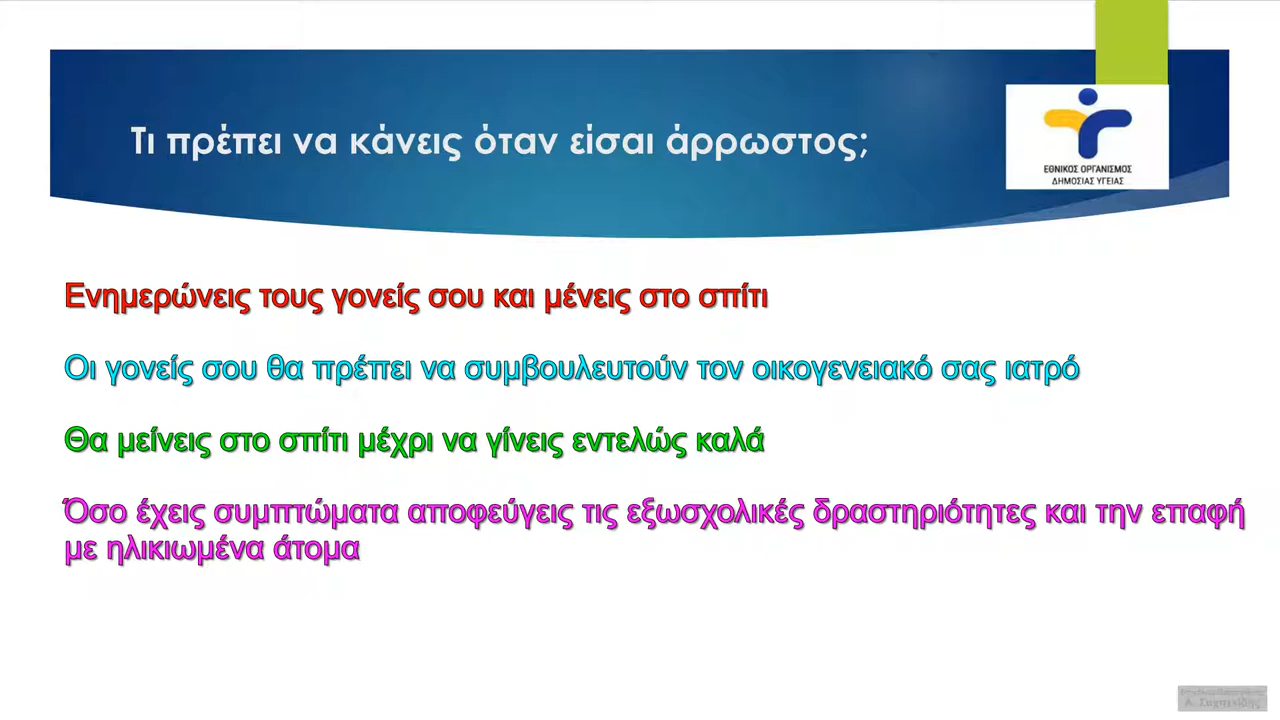 Τι πρέπει να κάνεις όταν είσαι άρρωστος;
ΕΘΝΙΚΟΣ ΟΡΓΑΝΙΣΜΟΣ
ΔΗΜΟΣΙΑΣ ΥΓΕΙΑΣ
Ενημερώνεις τους γονείς σου και μένεις στο σπίτι
Οι γονείς σου θα πρέπει να συμβουλευτούν τον οικογενειακό σας ιατρό
Θα μείνεις στο σπίτι μέχρι να γίνεις εντελώς καλά
Όσο έχεις συμπτώματα αποφεύγεις τις εξωσχολικές δραστηριότητες και την επαφή
με ηλικιωμένα άτομα